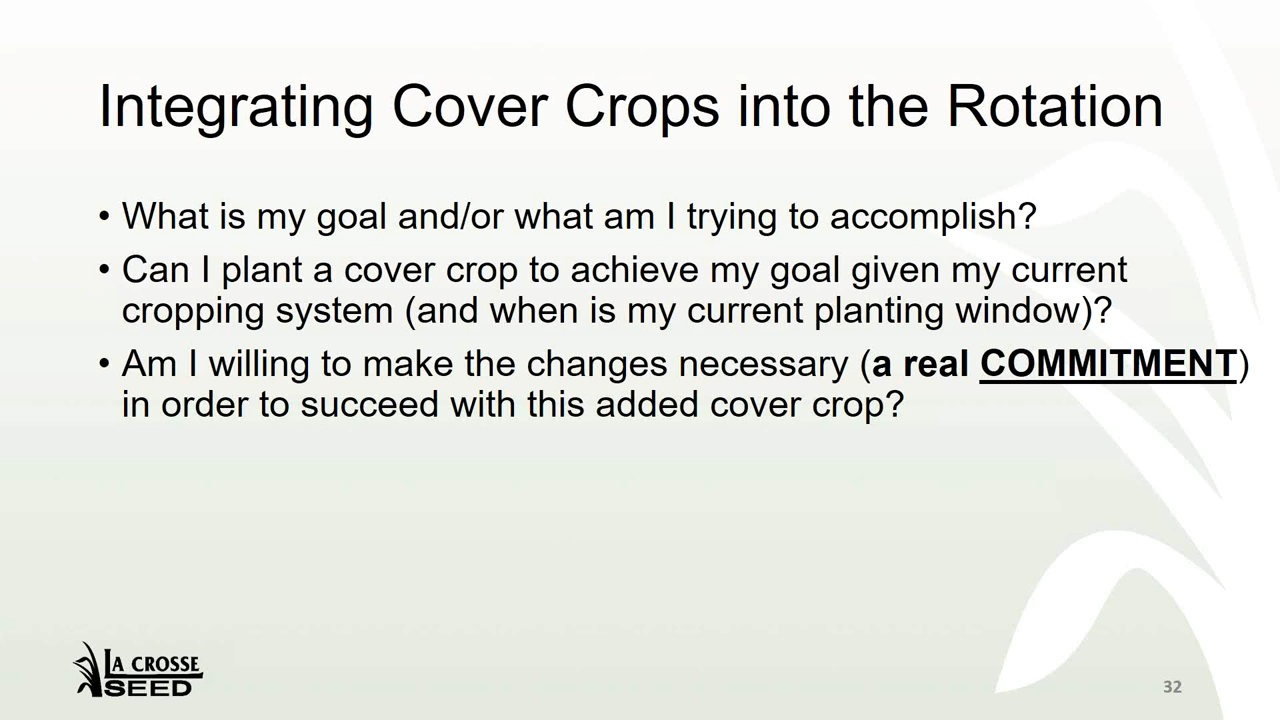 Integrating Cover Crops into the Rotation
• What is my goal and/or what am I trying to accomplish?
• Can I plant a cover crop to achieve my goal given my current
cropping system (and when is my current planting window)?
• Am I willing to make the changes necessary (a real COMMITMENT)
in order to succeed with this added cover crop?
LA CROSSE
SEED
32